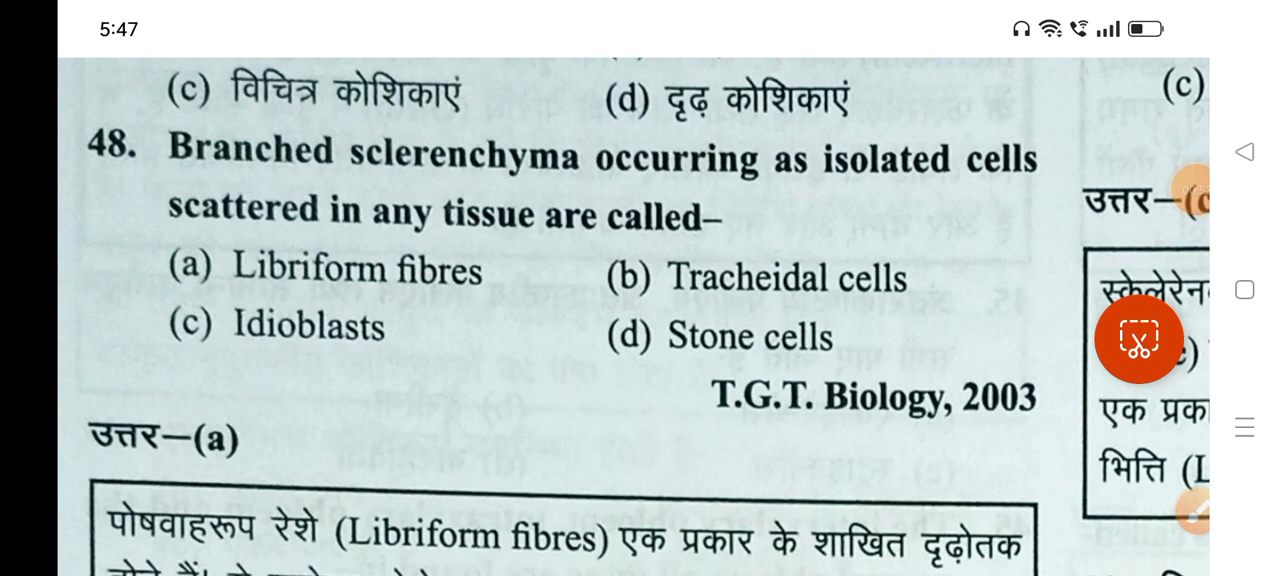 5:47
(c) विचित्र कोशिकाएं (d) दृढ़ कोशिकाएं
48. Branched sclerenchyma occurring as isolated cells
scattered in any tissue are called–
(a) Libriform fibres (b) Tracheidal cells
(c) Idioblasts (d) Stone cells
T.G.T. Biology, 2003
उत्तर–(a)
पोषवाहरूप रेशे (Libriform fibres) एक प्रकार के शाखित दृढ़ोतक
(c)
उत्तर–(c
एक प्रक
भित्ति (L